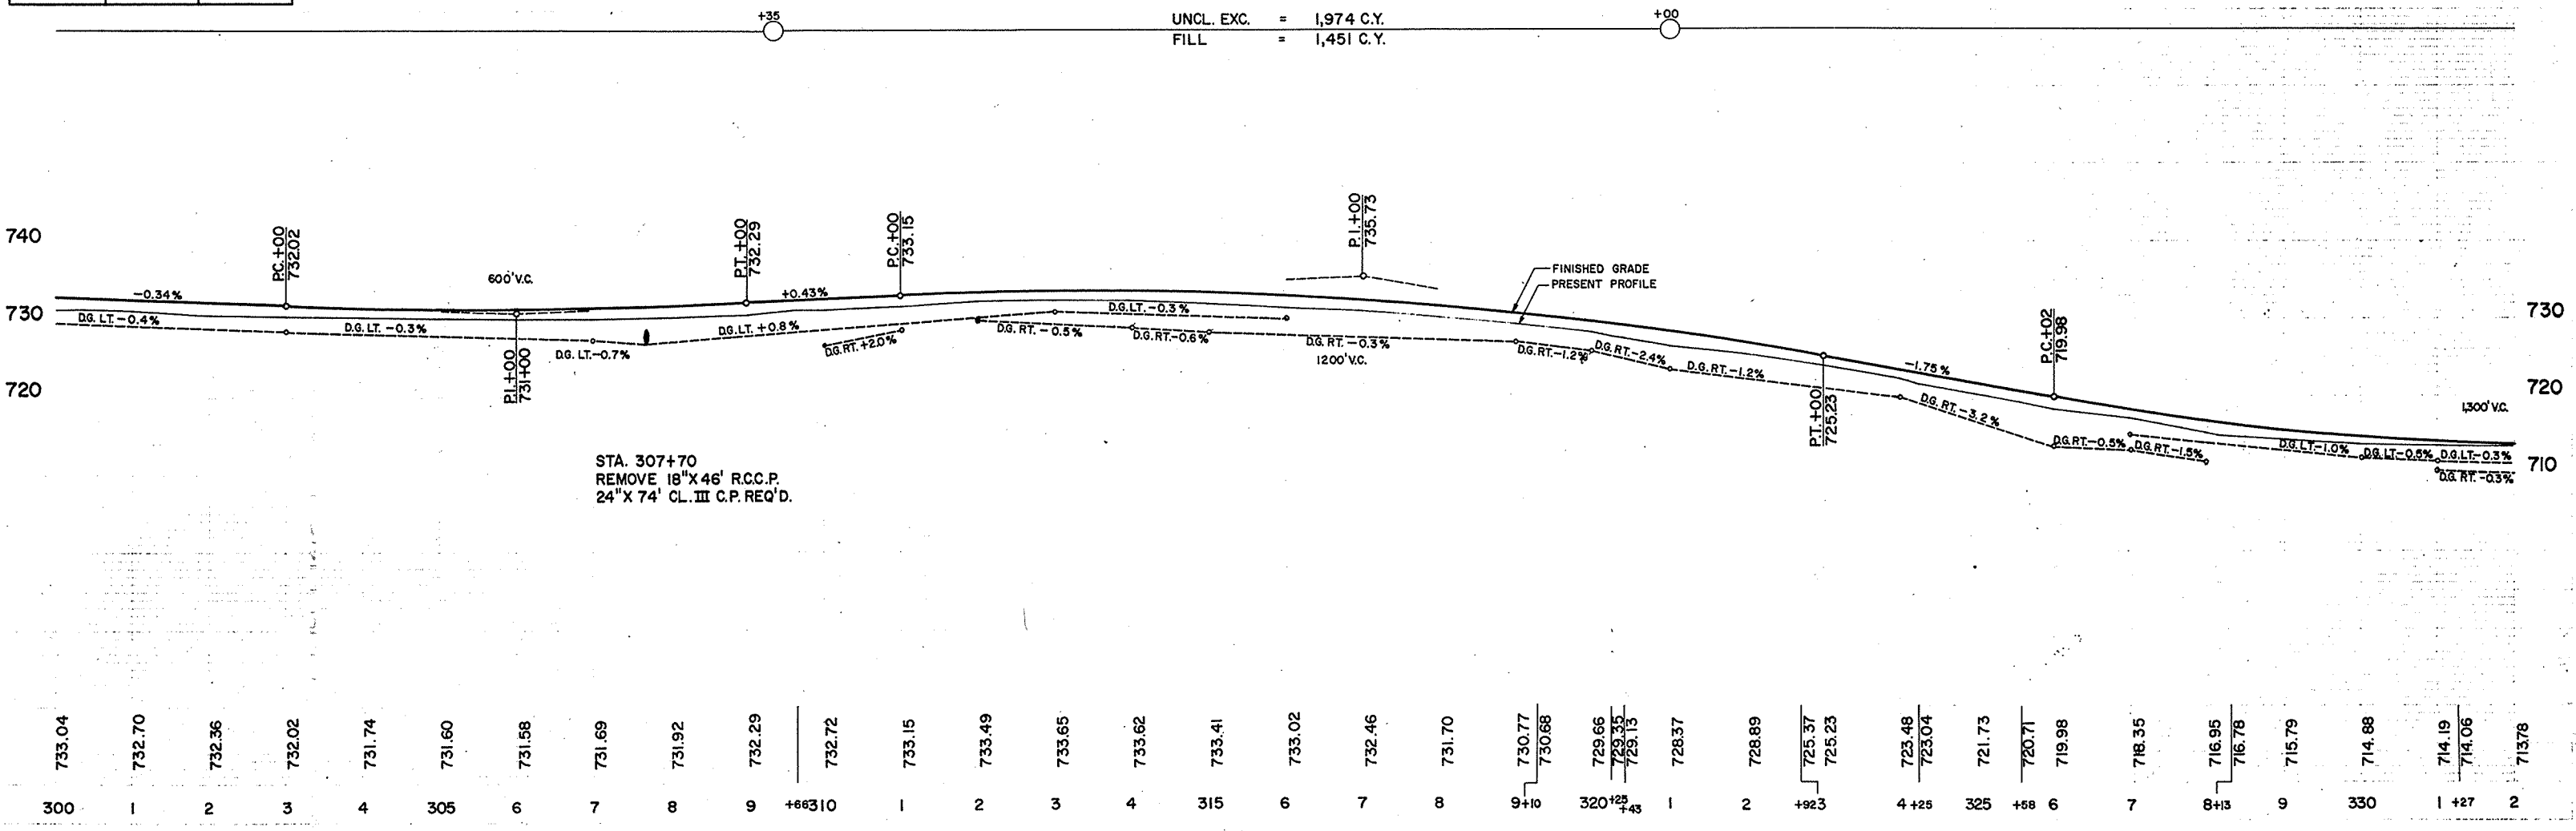 +35
UNCL. EXC. = 1,974 C.Y.
FILL = 1,451 C.Y.
+00
740
730
720
P.C.+00
732.02
600' V.C.
P.I.+00
731+00
P.T.+00
732.29
P.C.+00
733.15
P.I.+00
735.73
FINISHED GRADE
PRESENT PROFILE
1200' V.C.
P.T.+00
725.23
P.C.+02
719.98
1,300' V.C.
730
720
710
-0.34%
+0.43%
-1.75%
D.G. LT. -0.4%
D.G. LT. -0.3%
D.G. LT. -0.7%
D.G. LT. +0.8%
D.G. RT. +2.0%
D.G. LT. -0.3%
D.G. RT. -0.5%
D.G. RT. -0.6%
D.G. RT. -0.3%
D.G. RT. -1.2%
D.G. RT. -2.4%
D.G. RT. -1.2%
D.G. RT. -3.2%
D.G. RT. -0.5%
D.G. RT. -1.5%
D.G. LT. -1.0%
D.G. LT. -0.5%
D.G. LT. -0.3%
D.G. RT. -0.3%
STA. 307+70
REMOVE 18"X 46' R.C.C.P.
24"X 74' CL. III C.P. REQ'D.
733.04 732.70 732.36 732.02 731.74 731.60 731.58 731.69 731.92 732.29 732.72 733.15 733.49 733.65 733.62 733.41 733.02 732.46 731.70 730.77 730.68 729.66 729.35 729.13 728.37 728.89 725.37 725.23 723.48 723.04 721.73 720.71 719.98 718.35 716.95 716.78 715.79 714.88 714.19 714.06 713.78
300 1 2 3 4 305 6 7 8 9 +66 310 1 2 3 4 315 6 7 8 9 +10 320 +25 +43 1 2 +92 3 4 +25 325 +58 6 7 8 +13 9 330 1 +27 2